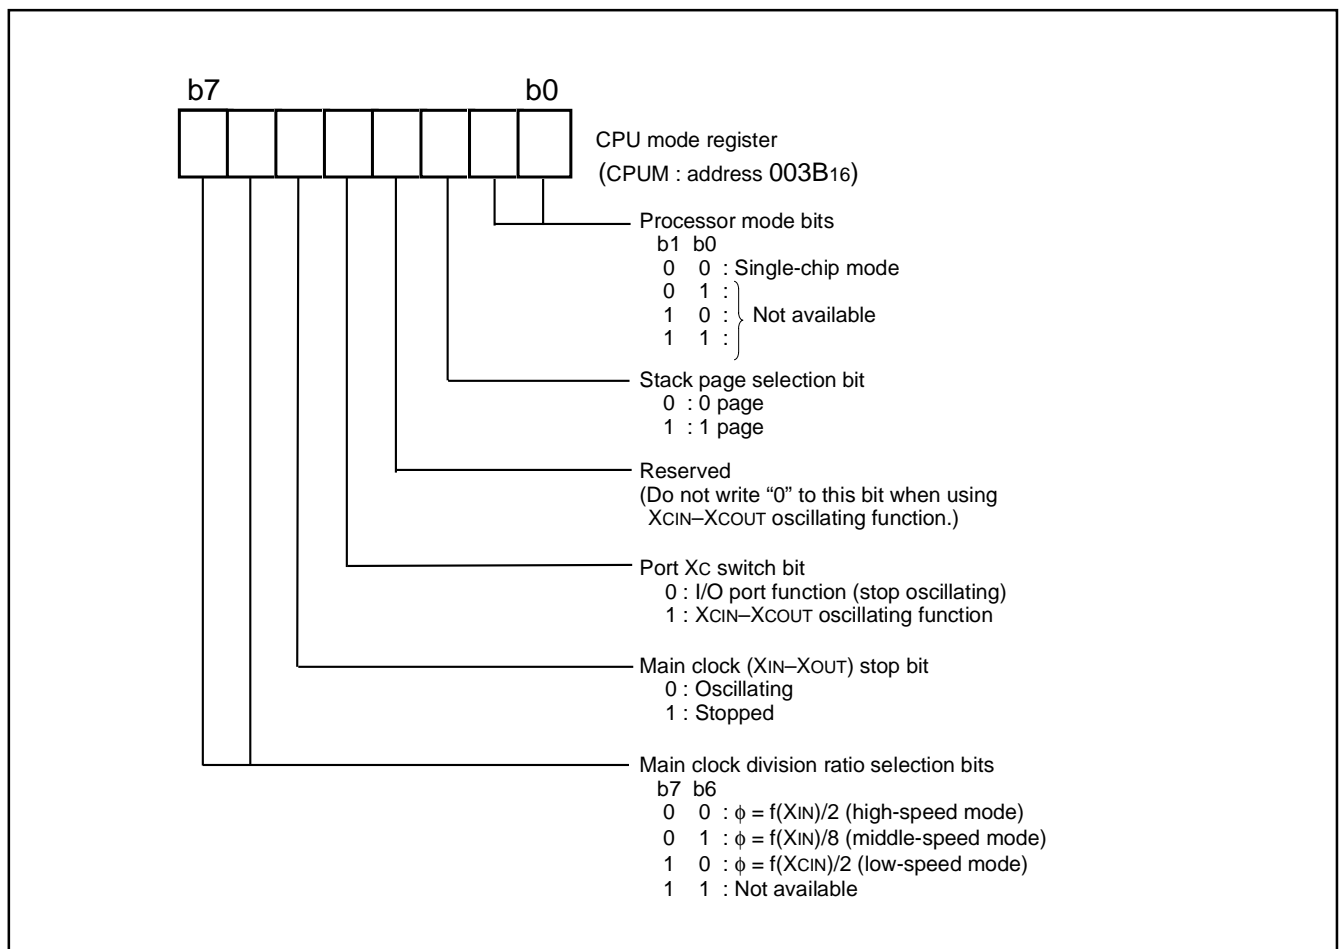 b7 b0
CPU mode register
(CPUM : address 003B16)
Processor mode bits
b1 b0
0 0 : Single-chip mode
0 1 :
1 0 : Not available
1 1 :
Stack page selection bit
0 : 0 page
1 : 1 page
Reserved
(Do not write “0” to this bit when using
XCIN–XCOUT oscillating function.)
Port XC switch bit
0 : I/O port function (stop oscillating)
1 : XCIN–XCOUT oscillating function
Main clock (XIN–XOUT) stop bit
0 : Oscillating
1 : Stopped
Main clock division ratio selection bits
b7 b6
0 0 : ϕ = f(XIN)/2 (high-speed mode)
0 1 : ϕ = f(XIN)/8 (middle-speed mode)
1 0 : ϕ = f(XCIN)/2 (low-speed mode)
1 1 : Not available